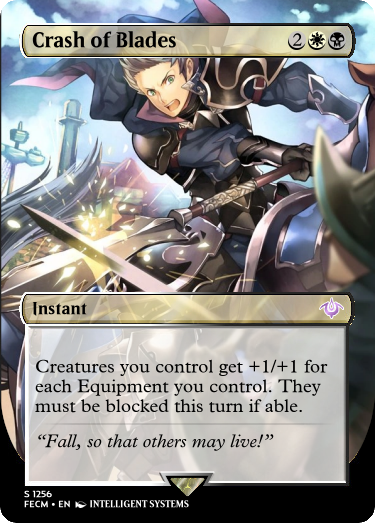 Crash of Blades 2
Instant
Creatures you control get +1/+1 for
each Equipment you control. They
must be blocked this turn if able.
“Fall, so that others may live!”
S 1256
FECM • EN INTELLIGENT SYSTEMS